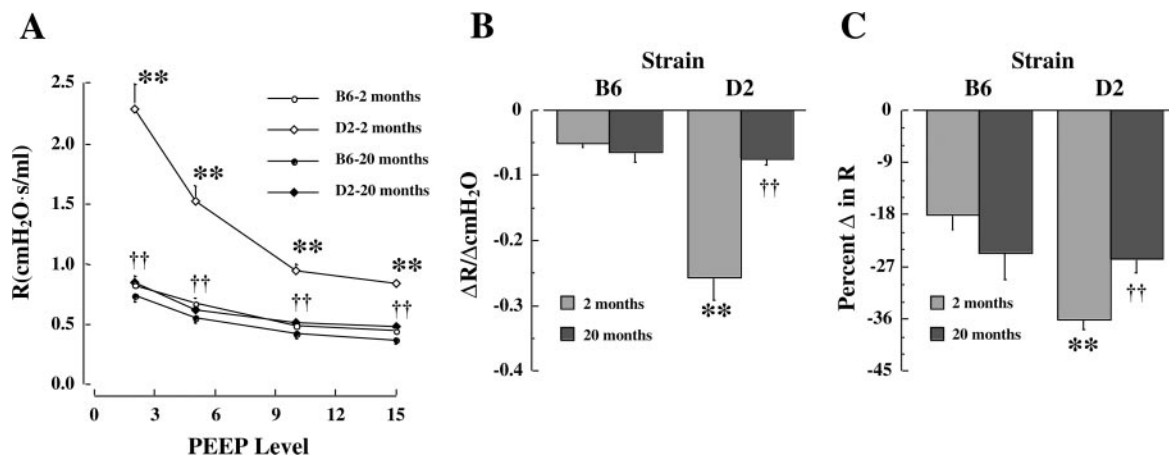 A
R(cmH₂O·s/ml)
2.5
2.0
1.5
1.0
0.5
0.0
**
**
**
**
††
††
††
††
B6-2 months
D2-2 months
B6-20 months
D2-20 months
0 3 6 9 12 15
PEEP Level
B
Strain
B6 D2
ΔR/ΔcmH₂O
0
-0.1
-0.2
-0.3
-0.4
††
**
2 months
20 months
C
Strain
B6 D2
Percent Δ in R
0
-9
-18
-27
-36
-45
††
**
2 months
20 months